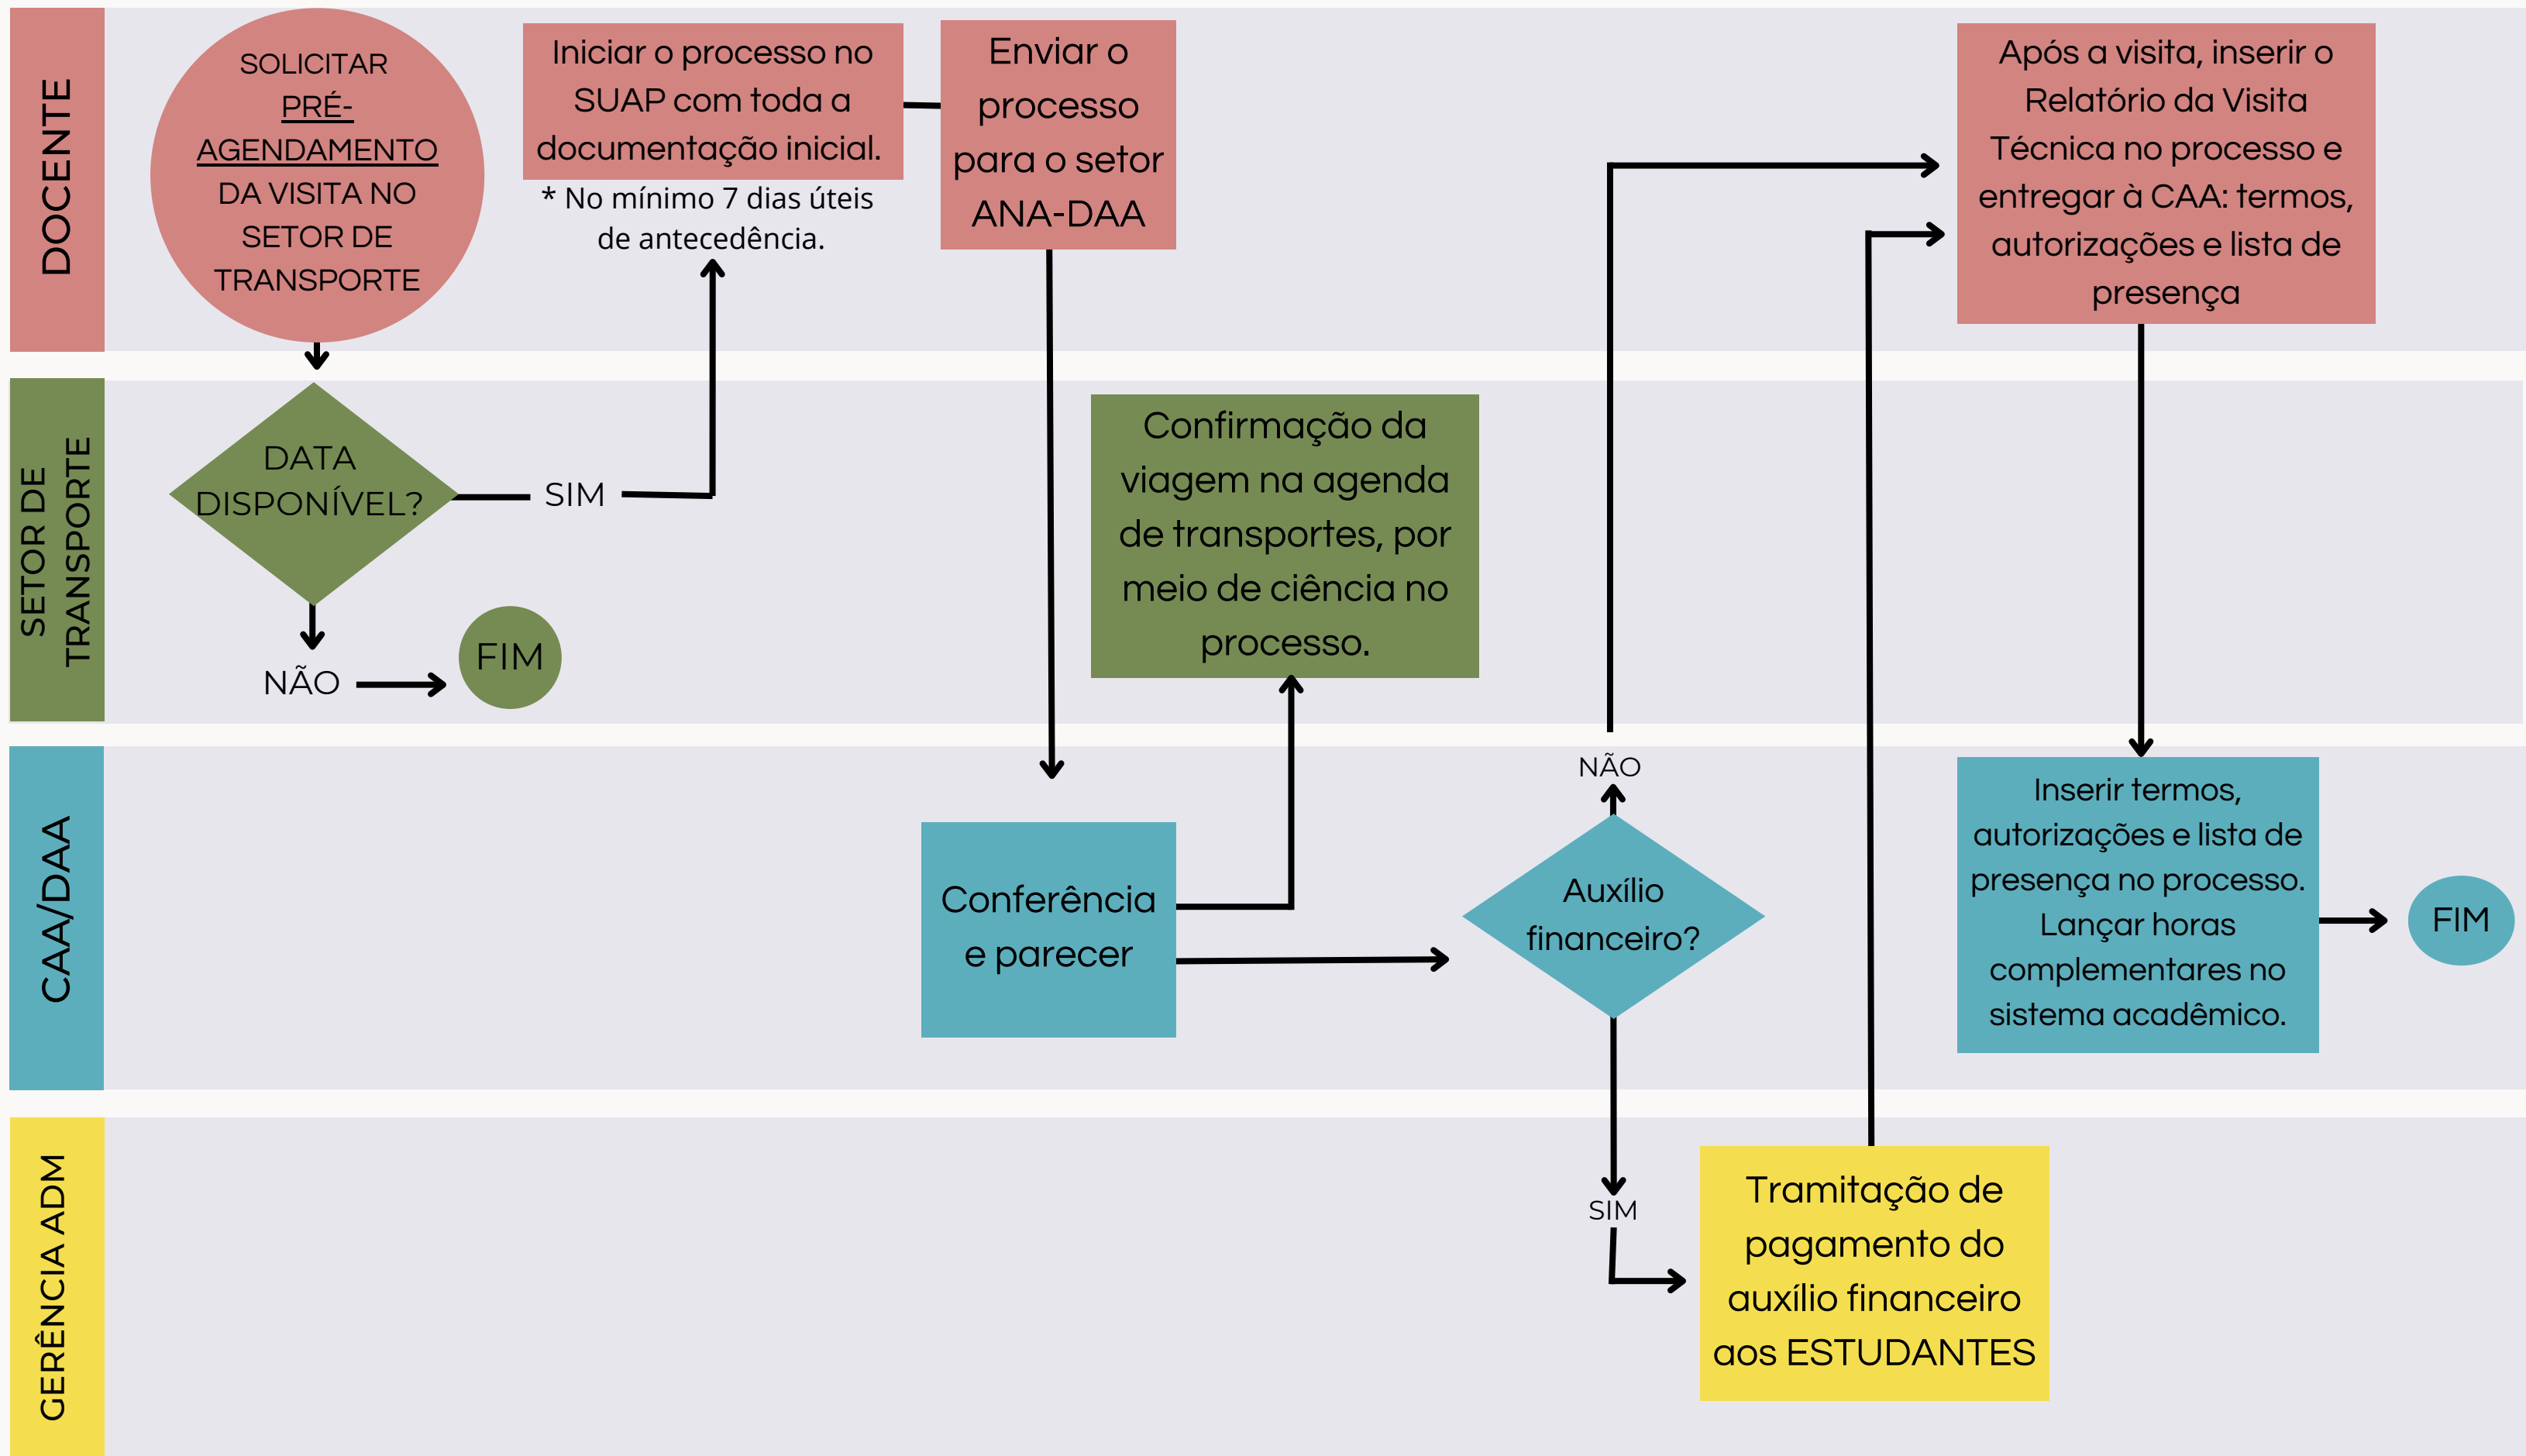 DOCENTE
SOLICITAR
PRÉ-
AGENDAMENTO
DA VISITA NO
SETOR DE
TRANSPORTE
Iniciar o processo no
SUAP com toda a
documentação inicial.
* No mínimo 7 dias úteis
de antecedência.
Enviar o
processo
para o setor
ANA-DAA
Após a visita, inserir o
Relatório da Visita
Técnica no processo e
entregar à CAA: termos,
autorizações e lista de
presença
SETOR DE
TRANSPORTE
DATA
DISPONÍVEL?
SIM
NÃO
FIM
Confirmação da
viagem na agenda
de transportes, por
meio de ciência no
processo.
CAA/DAA
Conferência
e parecer
NÃO
Auxílio
financeiro?
SIM
Inserir termos,
autorizações e lista de
presença no processo.
Lançar horas
complementares no
sistema acadêmico.
FIM
GERÊNCIA ADM
Tramitação de
pagamento do
auxílio financeiro
aos ESTUDANTES